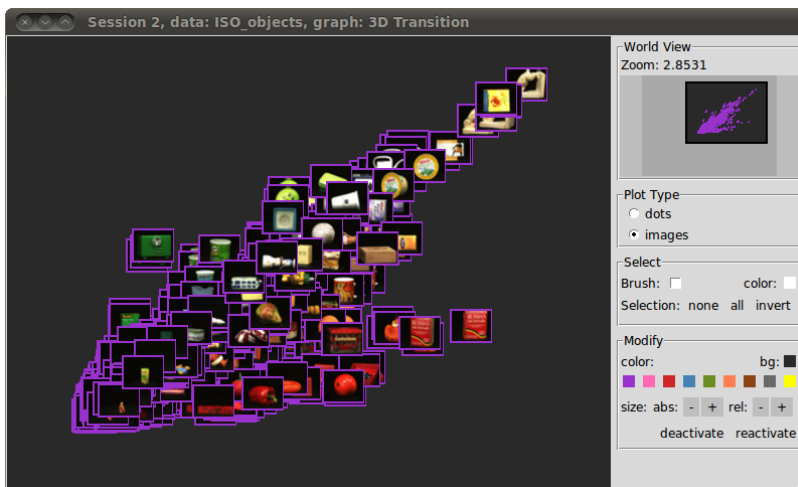 Session 2, data: ISO_objects, graph: 3D Transition
World View
Zoom: 2.8531
Plot Type
dots
images
Select
Brush: color:
Selection: none all invert
Modify
color: bg:
size: abs: - + rel: - +
deactivate reactivate